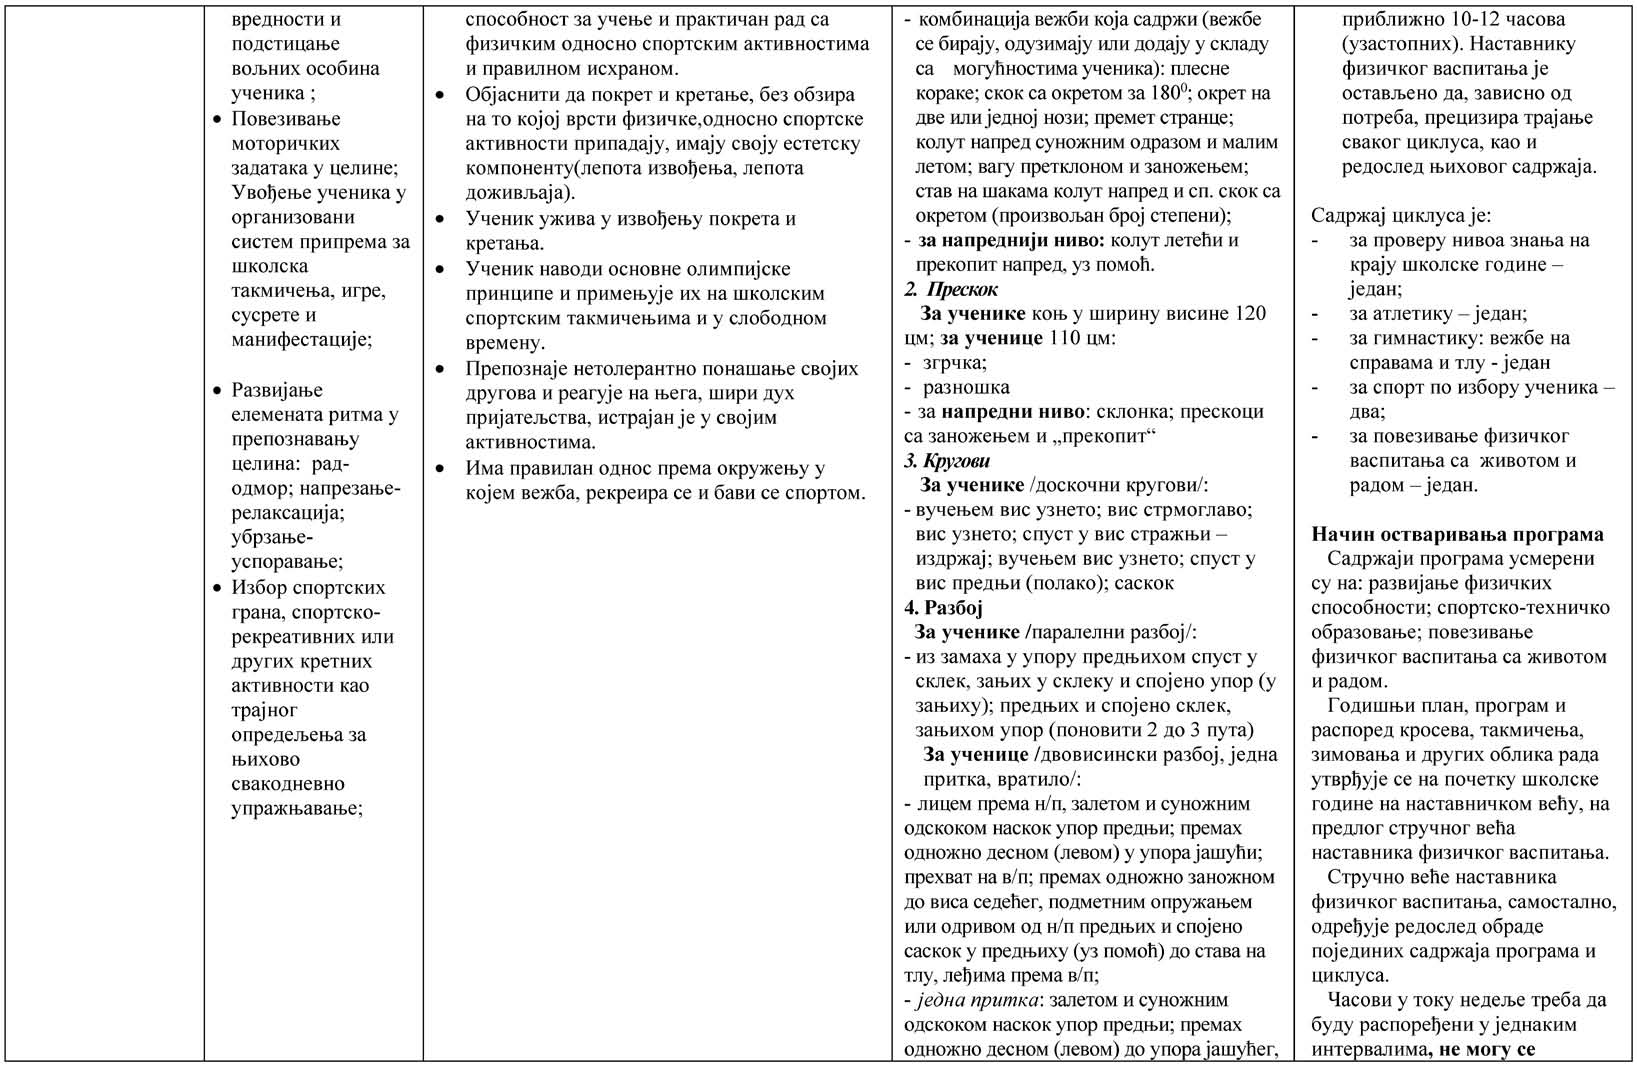 вредности и
подстицање
вољних особина
ученика ;
• Повезивање
моторичких
задатака у целине;
Увођење ученика у
организовани
систем припрема за
школска
такмичења, игре,
сусрете и
манифестације;
• Развијање
елемената ритма у
препознавању
целина: рад-
одмор; напрезање-
релаксација;
убрзање-
успоравање;
• Избор спортских
грана, спортско-
рекреативних или
других кретних
активности као
трајног
опредељења за
њихово
свакодневно
упражњавање;
способност за учење и практичан рад са
физичким односно спортским активностима
и правилном исхраном.
• Објаснити да покрет и кретање, без обзира
на то којој врсти физичке,односно спортске
активности припадају, имају своју естетску
компоненту(лепота извођења, лепота
доживљаја).
• Ученик ужива у извођењу покрета и
кретања.
• Ученик наводи основне олимпијске
принципе и примењује их на школским
спортским такмичењима и у слободном
времену.
• Препознаје нетолерантно понашање својих
другова и реагује на њега, шири дух
пријатељства, истрајан је у својим
активностима.
• Има правилан однос према окружењу у
којем вежба, рекреира се и бави се спортом.
- комбинација вежби која садржи (вежбе
се бирају, одузимају или додају у складу
са могућностима ученика): плесне
кораке; скок са окретом за 180⁰; окрет на
две или једној нози; премет странце;
колут напред суножним одразом и малим
летом; вагу претклоном и заножењем;
став на шакама колут напред и сп. скок са
окретом (произвољан број степени);
- за напреднији ниво: колут летећи и
прекопит напред, уз помоћ.
2. Прескок
За ученике коњ у ширину висине 120
цм; за ученице 110 цм:
- згрчка;
- разношка
- за напредни ниво: склонка; прескоци
са заножењем и „прекопит“
3. Кругови
За ученике /доскочни кругови/:
- вучењем вис узнето; вис стрмоглаво;
вис узнето; спуст у вис стражњи –
издржај; вучењем вис узнето; спуст у
вис предњи (полако); саскок
4. Разбој
За ученике /паралелни разбој/:
- из замаха у упору предњихом спуст у
склек, зањих у склеку и спојено упор (у
зањиху); предњих и спојено склек,
зањихом упор (поновити 2 до 3 пута)
За ученице /двовисински разбој, једна
притка, вратило/:
- лицем према н/п, залетом и суножним
одскоком наскок упор предњи; премах
одножно десном (левом) у упора јашући;
прехват на в/п; премах одножно заножном
до виса седећег, подметним опружањем
или одривом од н/п предњих и спојено
саскок у предњиху (уз помоћ) до става на
тлу, леђима према в/п;
- једна притка: залетом и суножним
одскоком наскок упор предњи; премах
одножно десном (левом) до упора јашућег,
приближно 10-12 часова
(узастопних). Наставнику
физичког васпитања је
остављено да, зависно од
потреба, прецизира трајање
сваког циклуса, као и
редослед њиховог садржаја.
Садржај циклуса је:
- за проверу нивоа знања на
крају школске године –
један;
- за атлетику – један;
- за гимнастику: вежбе на
справама и тлу - један
- за спорт по избору ученика –
два;
- за повезивање физичког
васпитања са животом и
радом – један.
Начин остваривања програма
Садржаји програма усмерени
су на: развијање физичких
способности; спортско-техничко
образовање; повезивање
физичког васпитања са животом
и радом.
Годишњи план, програм и
распоред кросева, такмичења,
зимовања и других облика рада
утврђује се на почетку школске
године на наставничком већу, на
предлог стручног већа
наставника физичког васпитања.
Стручно веће наставника
физичког васпитања, самостално,
одређује редослед обраде
појединих садржаја програма и
циклуса.
Часови у току недеље треба да
буду распоређени у једнаким
интервалима, не могу се